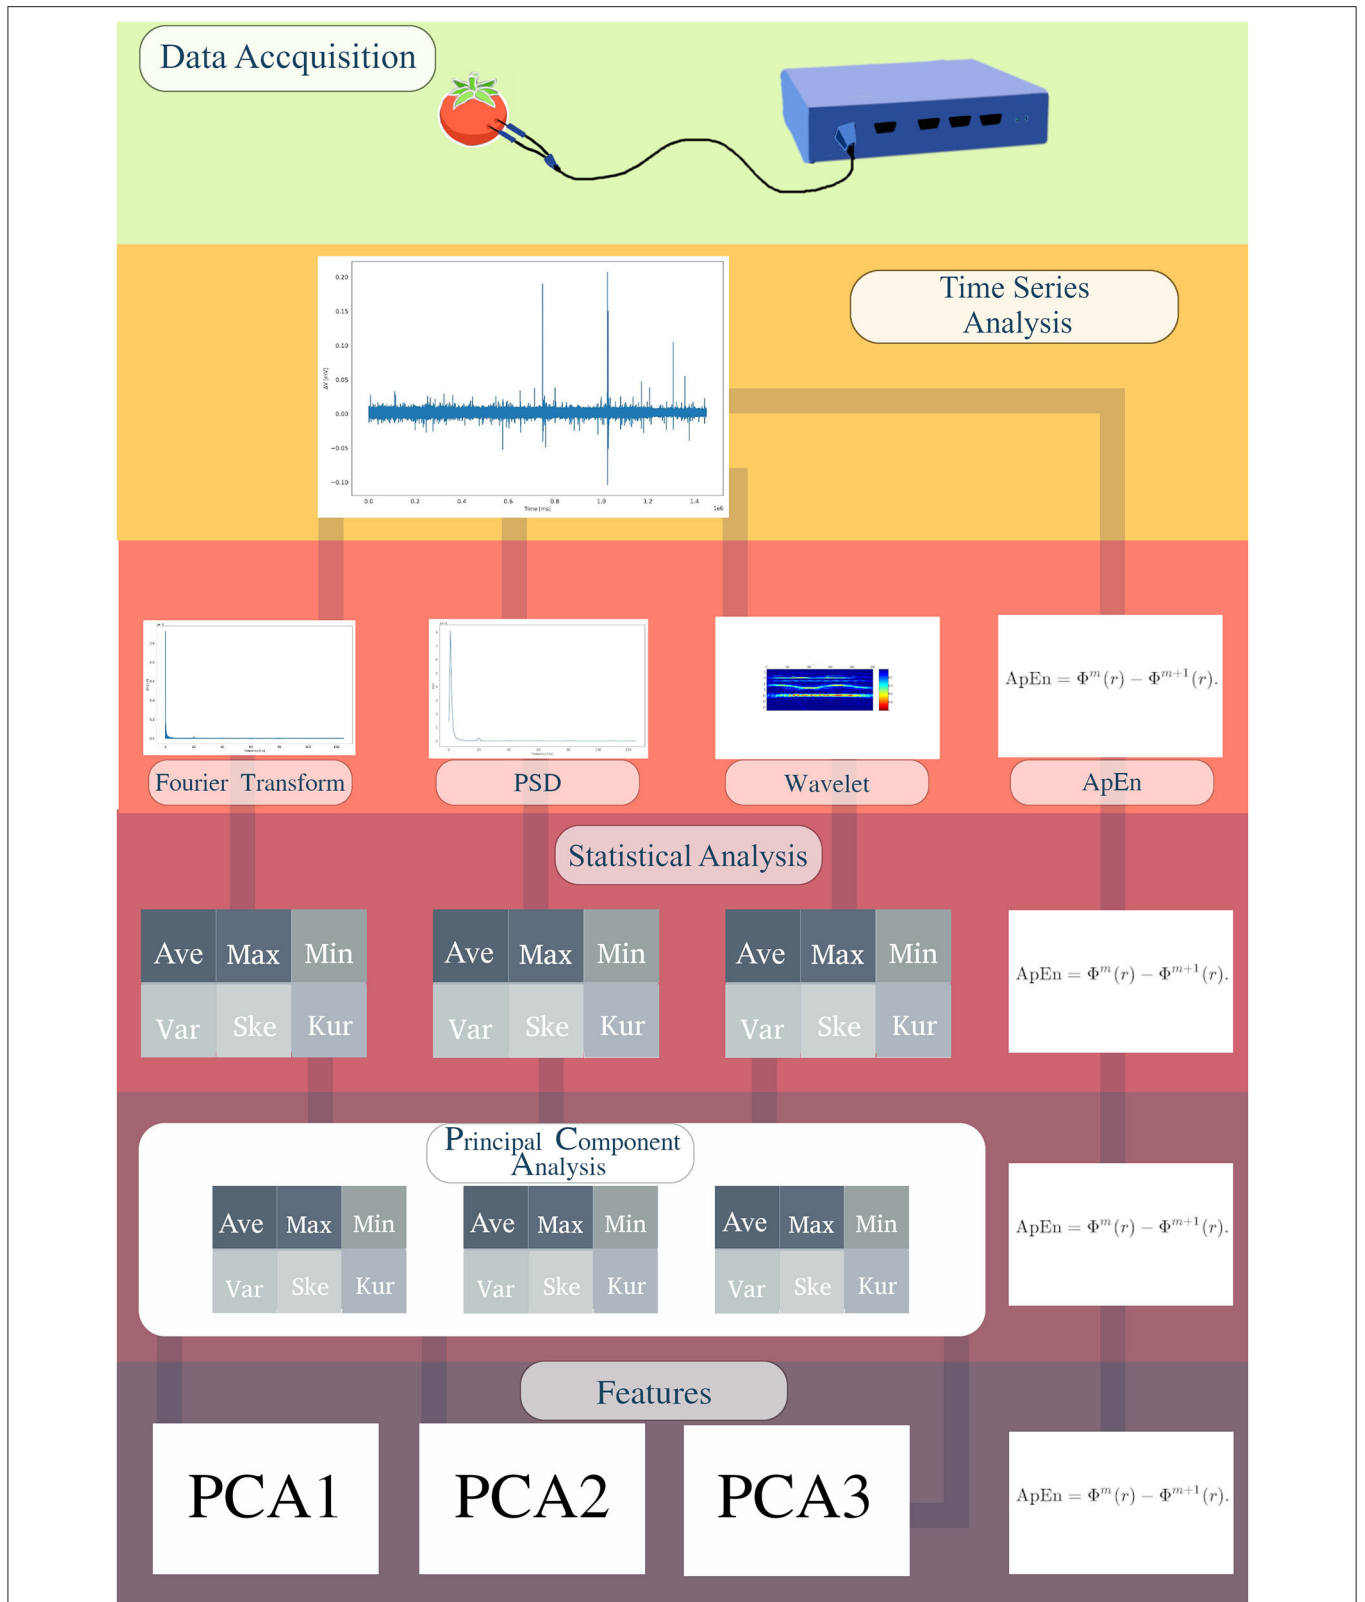 Data Accquisition
Time Series
Analysis
0.20
0.15
0.10
0.05
0.00
−0.05
−0.10
ΔV [mV]
0.0 0.2 0.4 0.6 0.8 1.0 1.2 1.4
1e6
Time [ms]
ApEn = Φ^m(r) − Φ^{m+1}(r).
Fourier Transform
PSD
Wavelet
ApEn
Statistical Analysis
Ave Max Min
Var Ske Kur
Ave Max Min
Var Ske Kur
Ave Max Min
Var Ske Kur
ApEn = Φ^m(r) − Φ^{m+1}(r).
Principal Component
Analysis
Ave Max Min
Var Ske Kur
Ave Max Min
Var Ske Kur
Ave Max Min
Var Ske Kur
ApEn = Φ^m(r) − Φ^{m+1}(r).
Features
PCA1
PCA2
PCA3
ApEn = Φ^m(r) − Φ^{m+1}(r).